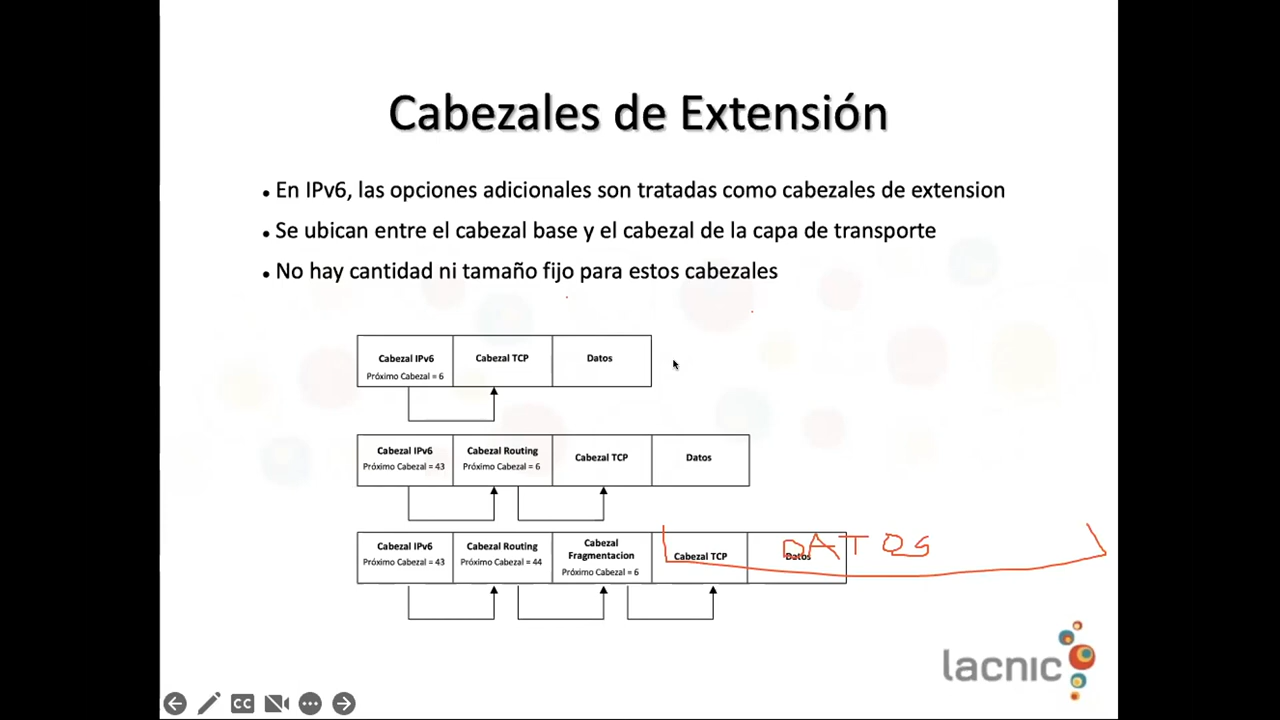 Cabezales de Extensión
• En IPv6, las opciones adicionales son tratadas como cabezales de extension
• Se ubican entre el cabezal base y el cabezal de la capa de transporte
• No hay cantidad ni tamaño fijo para estos cabezales
Cabezal IPv6 Cabezal TCP Datos
Próximo Cabezal = 6
Cabezal IPv6 Cabezal Routing Cabezal TCP Datos
Próximo Cabezal = 43 Próximo Cabezal = 6
Cabezal IPv6 Cabezal Routing Cabezal Fragmentacion Cabezal TCP Datos
Próximo Cabezal = 43 Próximo Cabezal = 44 Próximo Cabezal = 6
DATOS
lacnic
CC